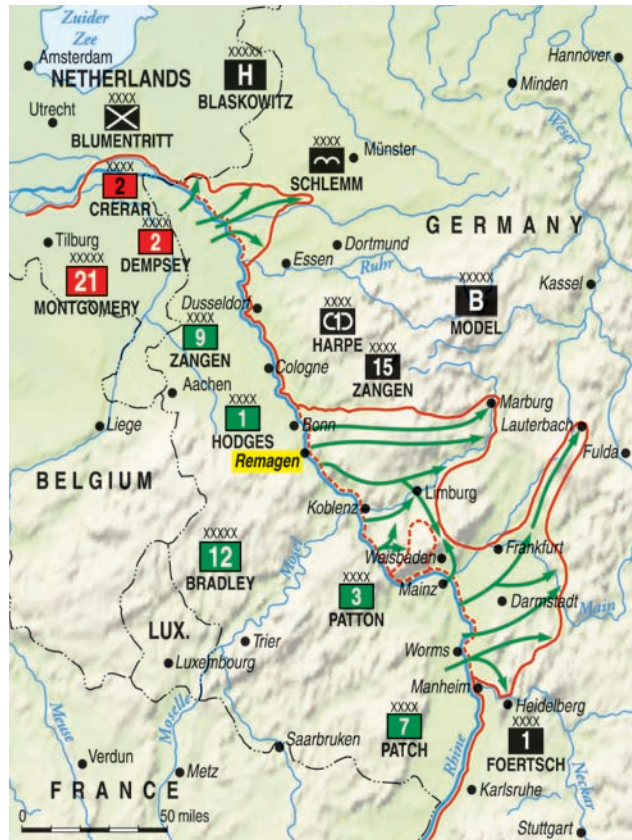 Zuider
Zee
Amsterdam
NETHERLANDS
Utrecht
XXXX
BLUMENTRITT
XXXXX
H
BLASKOWITZ
Hannover
Minden
Weser
XXXX
SCHLEMM
Münster
XXXX
2
CRERAR
Tilburg
XXXX
2
DEMPSEY
XXXXX
21
MONTGOMERY
GERMANY
Dortmund
Essen
Ruhr
Kassel
Dusseldorf
XXXX
9
ZANGEN
XXXX
HARPE
XXXXX
B
MODEL
XXXX
15
ZANGEN
Cologne
Aachen
Liege
XXXX
1
HODGES
Bonn
Remagen
Marburg
Lauterbach
Fulda
BELGIUM
Koblenz
Limburg
XXXXX
12
BRADLEY
Mosel
Weisbaden
Frankfurt
Mainz
Main
XXXX
3
PATTON
Darmstadt
LUX.
Trier
Luxembourg
Worms
Manheim
Heidelberg
XXXX
7
PATCH
XXXX
1
FOERTSCH
Meuse
Moselle
Saarbruken
Rhine
Neckar
Verdun
Metz
FRANCE
Karlsruhe
Stuttgart
0
50 miles